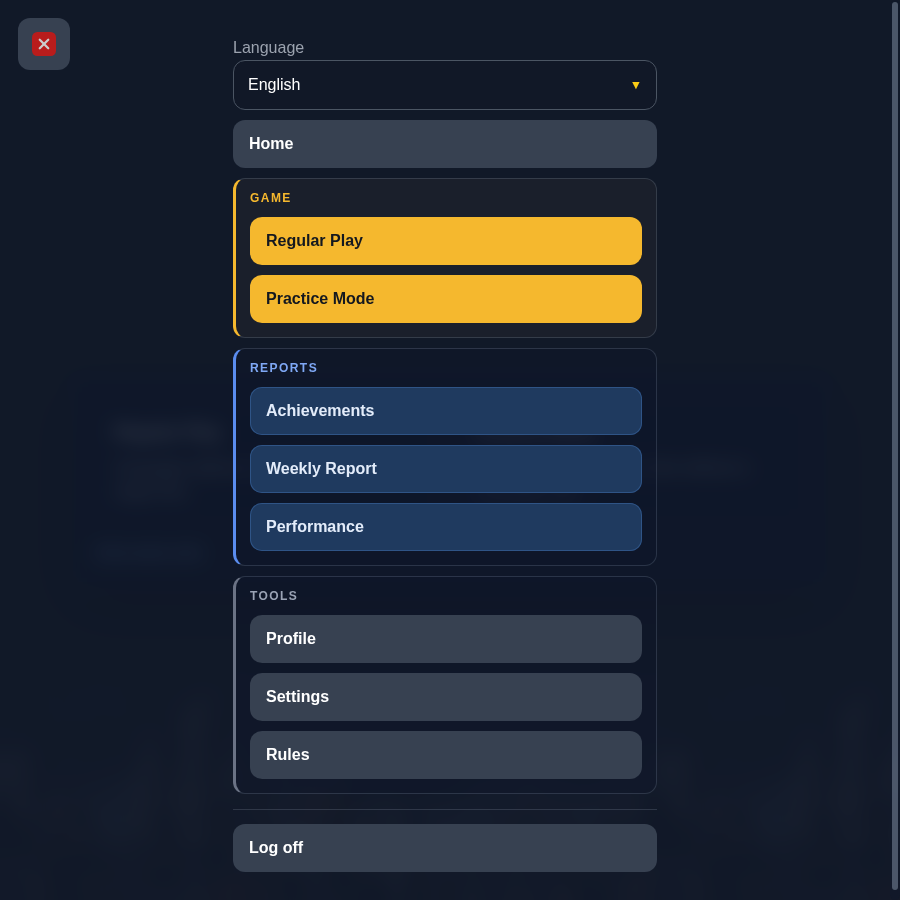 Language
English
Home
GAME
Regular Play
Practice Mode
REPORTS
Achievements
Weekly Report
Performance
TOOLS
Profile
Settings
Rules
Log off